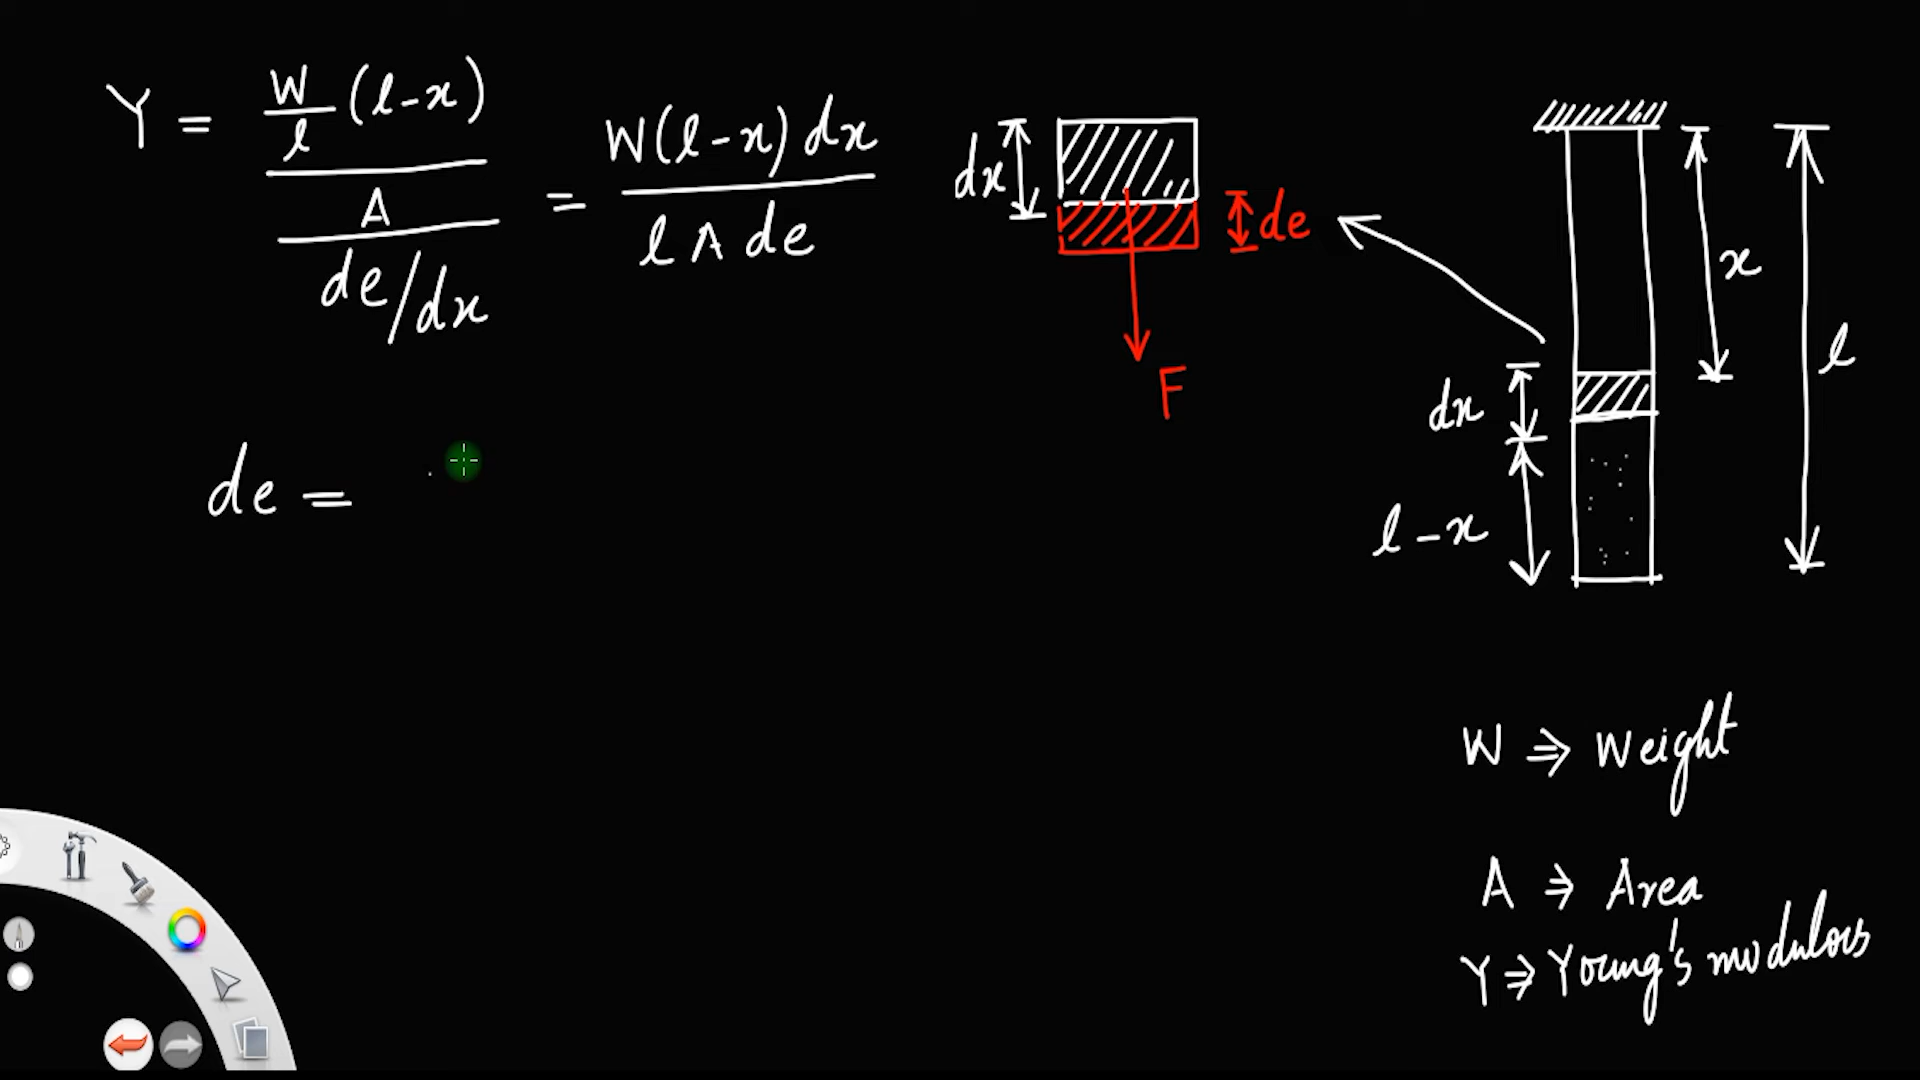 Y = W/l (l-x) / A / de/dx = W(l-x) dx / l A de
de =
dx
de
F
x
l
dx
l-x
W ⇒ Weight
A ⇒ Area
Y ⇒ Young's modulous